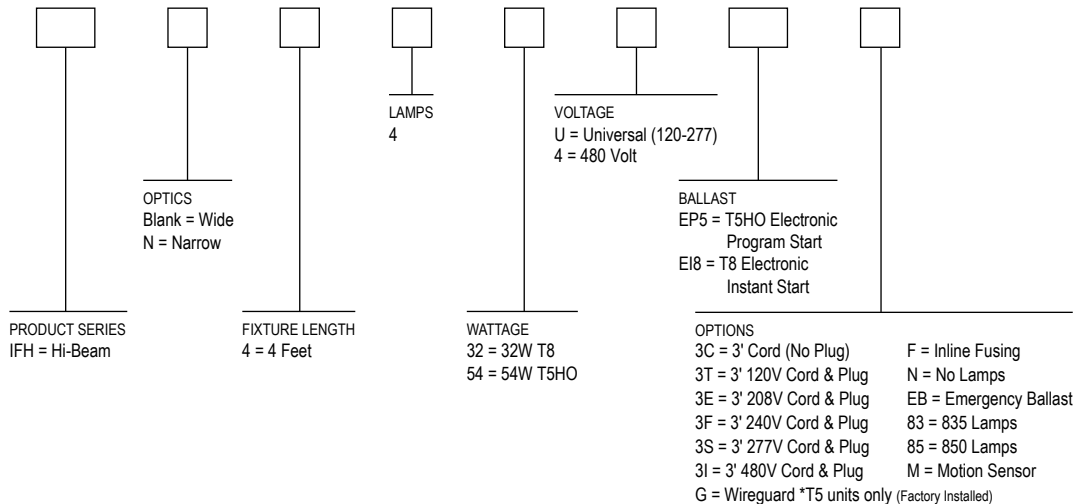 LAMPS
4
VOLTAGE
U = Universal (120-277)
4 = 480 Volt
OPTICS
Blank = Wide
N = Narrow
BALLAST
EP5 = T5HO Electronic
Program Start
EI8 = T8 Electronic
Instant Start
PRODUCT SERIES
IFH = Hi-Beam
FIXTURE LENGTH
4 = 4 Feet
WATTAGE
32 = 32W T8
54 = 54W T5HO
OPTIONS
3C = 3' Cord (No Plug)
3T = 3' 120V Cord & Plug
3E = 3' 208V Cord & Plug
3F = 3' 240V Cord & Plug
3S = 3' 277V Cord & Plug
3I = 3' 480V Cord & Plug
G = Wireguard *T5 units only (Factory Installed)
F = Inline Fusing
N = No Lamps
EB = Emergency Ballast
83 = 835 Lamps
85 = 850 Lamps
M = Motion Sensor